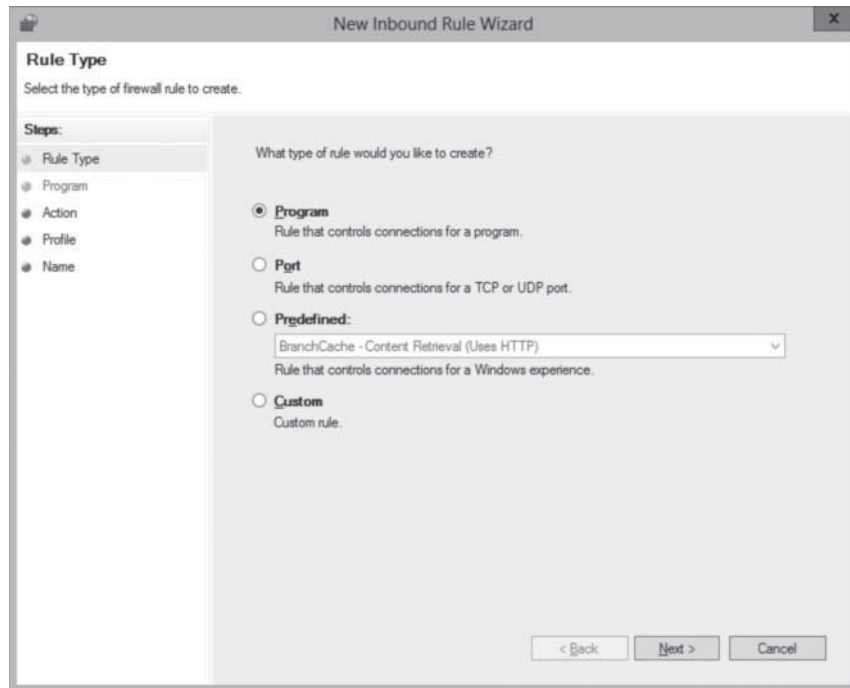 New Inbound Rule Wizard
x
Rule Type
Select the type of firewall rule to create.
Steps:
Rule Type
Program
Action
Profile
Name
What type of rule would you like to create?
Program
Rule that controls connections for a program.
Port
Rule that controls connections for a TCP or UDP port.
Predefined:
BranchCache - Content Retrieval (Uses HTTP)
Rule that controls connections for a Windows experience.
Custom
Custom rule.
< Back
Next >
Cancel